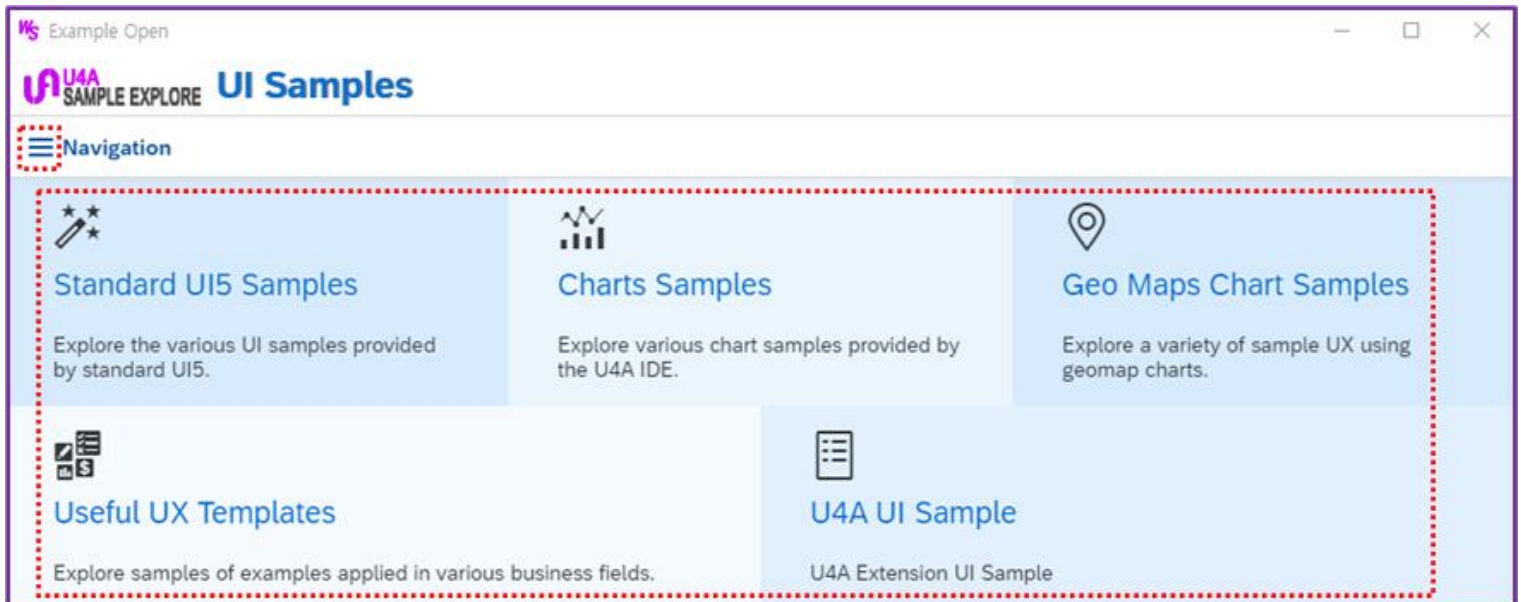 WS Example Open
U4A
SAMPLE EXPLORE UI Samples
Navigation
Standard UI5 Samples
Explore the various UI samples provided
by standard UI5.
Charts Samples
Explore various chart samples provided by
the U4A IDE.
Geo Maps Chart Samples
Explore a variety of sample UX using
geomap charts.
Useful UX Templates
Explore samples of examples applied in various business fields.
U4A UI Sample
U4A Extension UI Sample